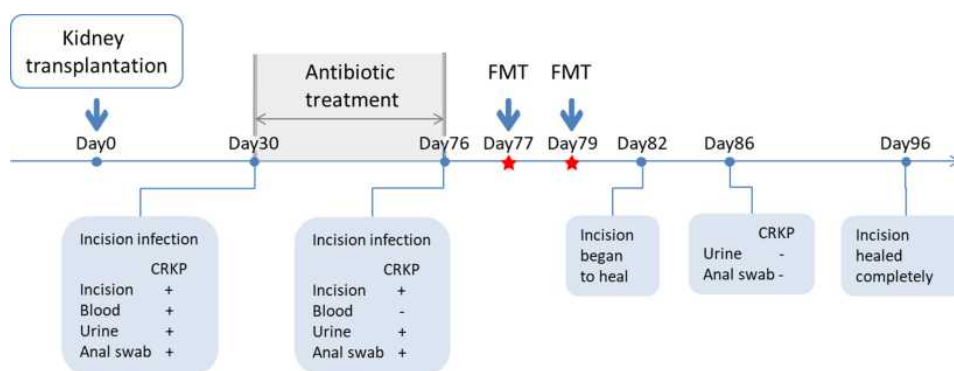 Kidney
transplantation
Antibiotic
treatment
FMT
FMT
Day0
Day30
Day76
Day77
Day79
Day82
Day86
Day96
Incision infection
CRKP
Incision +
Blood +
Urine +
Anal swab +
Incision infection
CRKP
Incision +
Blood -
Urine +
Anal swab +
Incision
began
to heal
CRKP
Urine -
Anal swab -
Incision
healed
completely